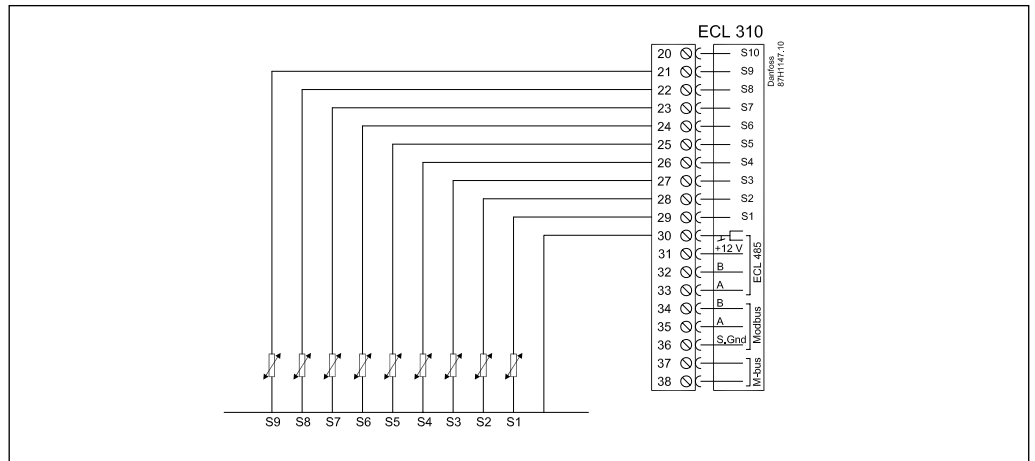 ECL 310
20 S10
21 S9
22 S8
23 S7
24 S6
25 S5
26 S4
27 S3
28 S2
29 S1
30
31 +12 V
32 B
33 A
34 B
35 A
36 S.Gnd
37
38
ECL 485
Modbus
M-bus
Danfoss
87H1147.10
S9 S8 S7 S6 S5 S4 S3 S2 S1